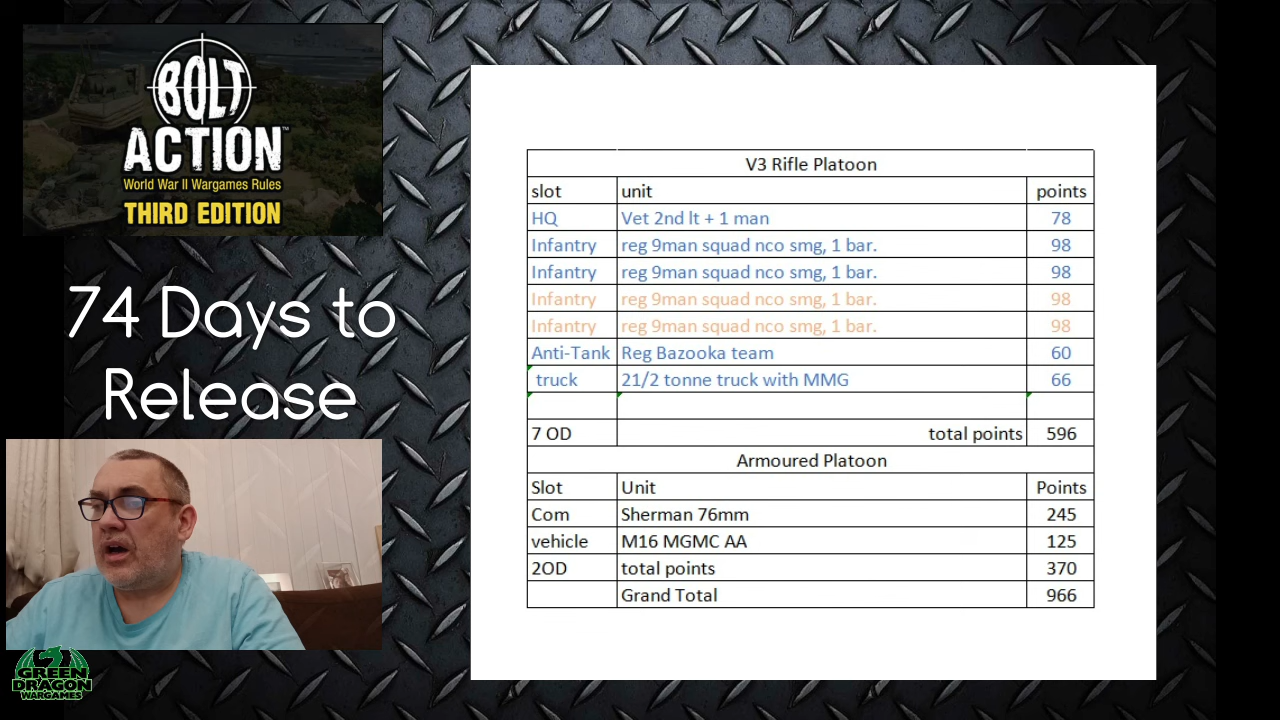 BOLT
ACTION™
World War II Wargames Rules
THIRD EDITION
74 Days to
Release
GREEN
DRAGON
WARGAMES
V3 Rifle Platoon
slot unit points
HQ Vet 2nd lt + 1 man 78
Infantry reg 9man squad nco smg, 1 bar. 98
Infantry reg 9man squad nco smg, 1 bar. 98
Infantry reg 9man squad nco smg, 1 bar. 98
Infantry reg 9man squad nco smg, 1 bar. 98
Anti-Tank Reg Bazooka team 60
truck 21/2 tonne truck with MMG 66
7 OD total points 596
Armoured Platoon
Slot Unit Points
Com Sherman 76mm 245
vehicle M16 MGMC AA 125
2OD total points 370
Grand Total 966